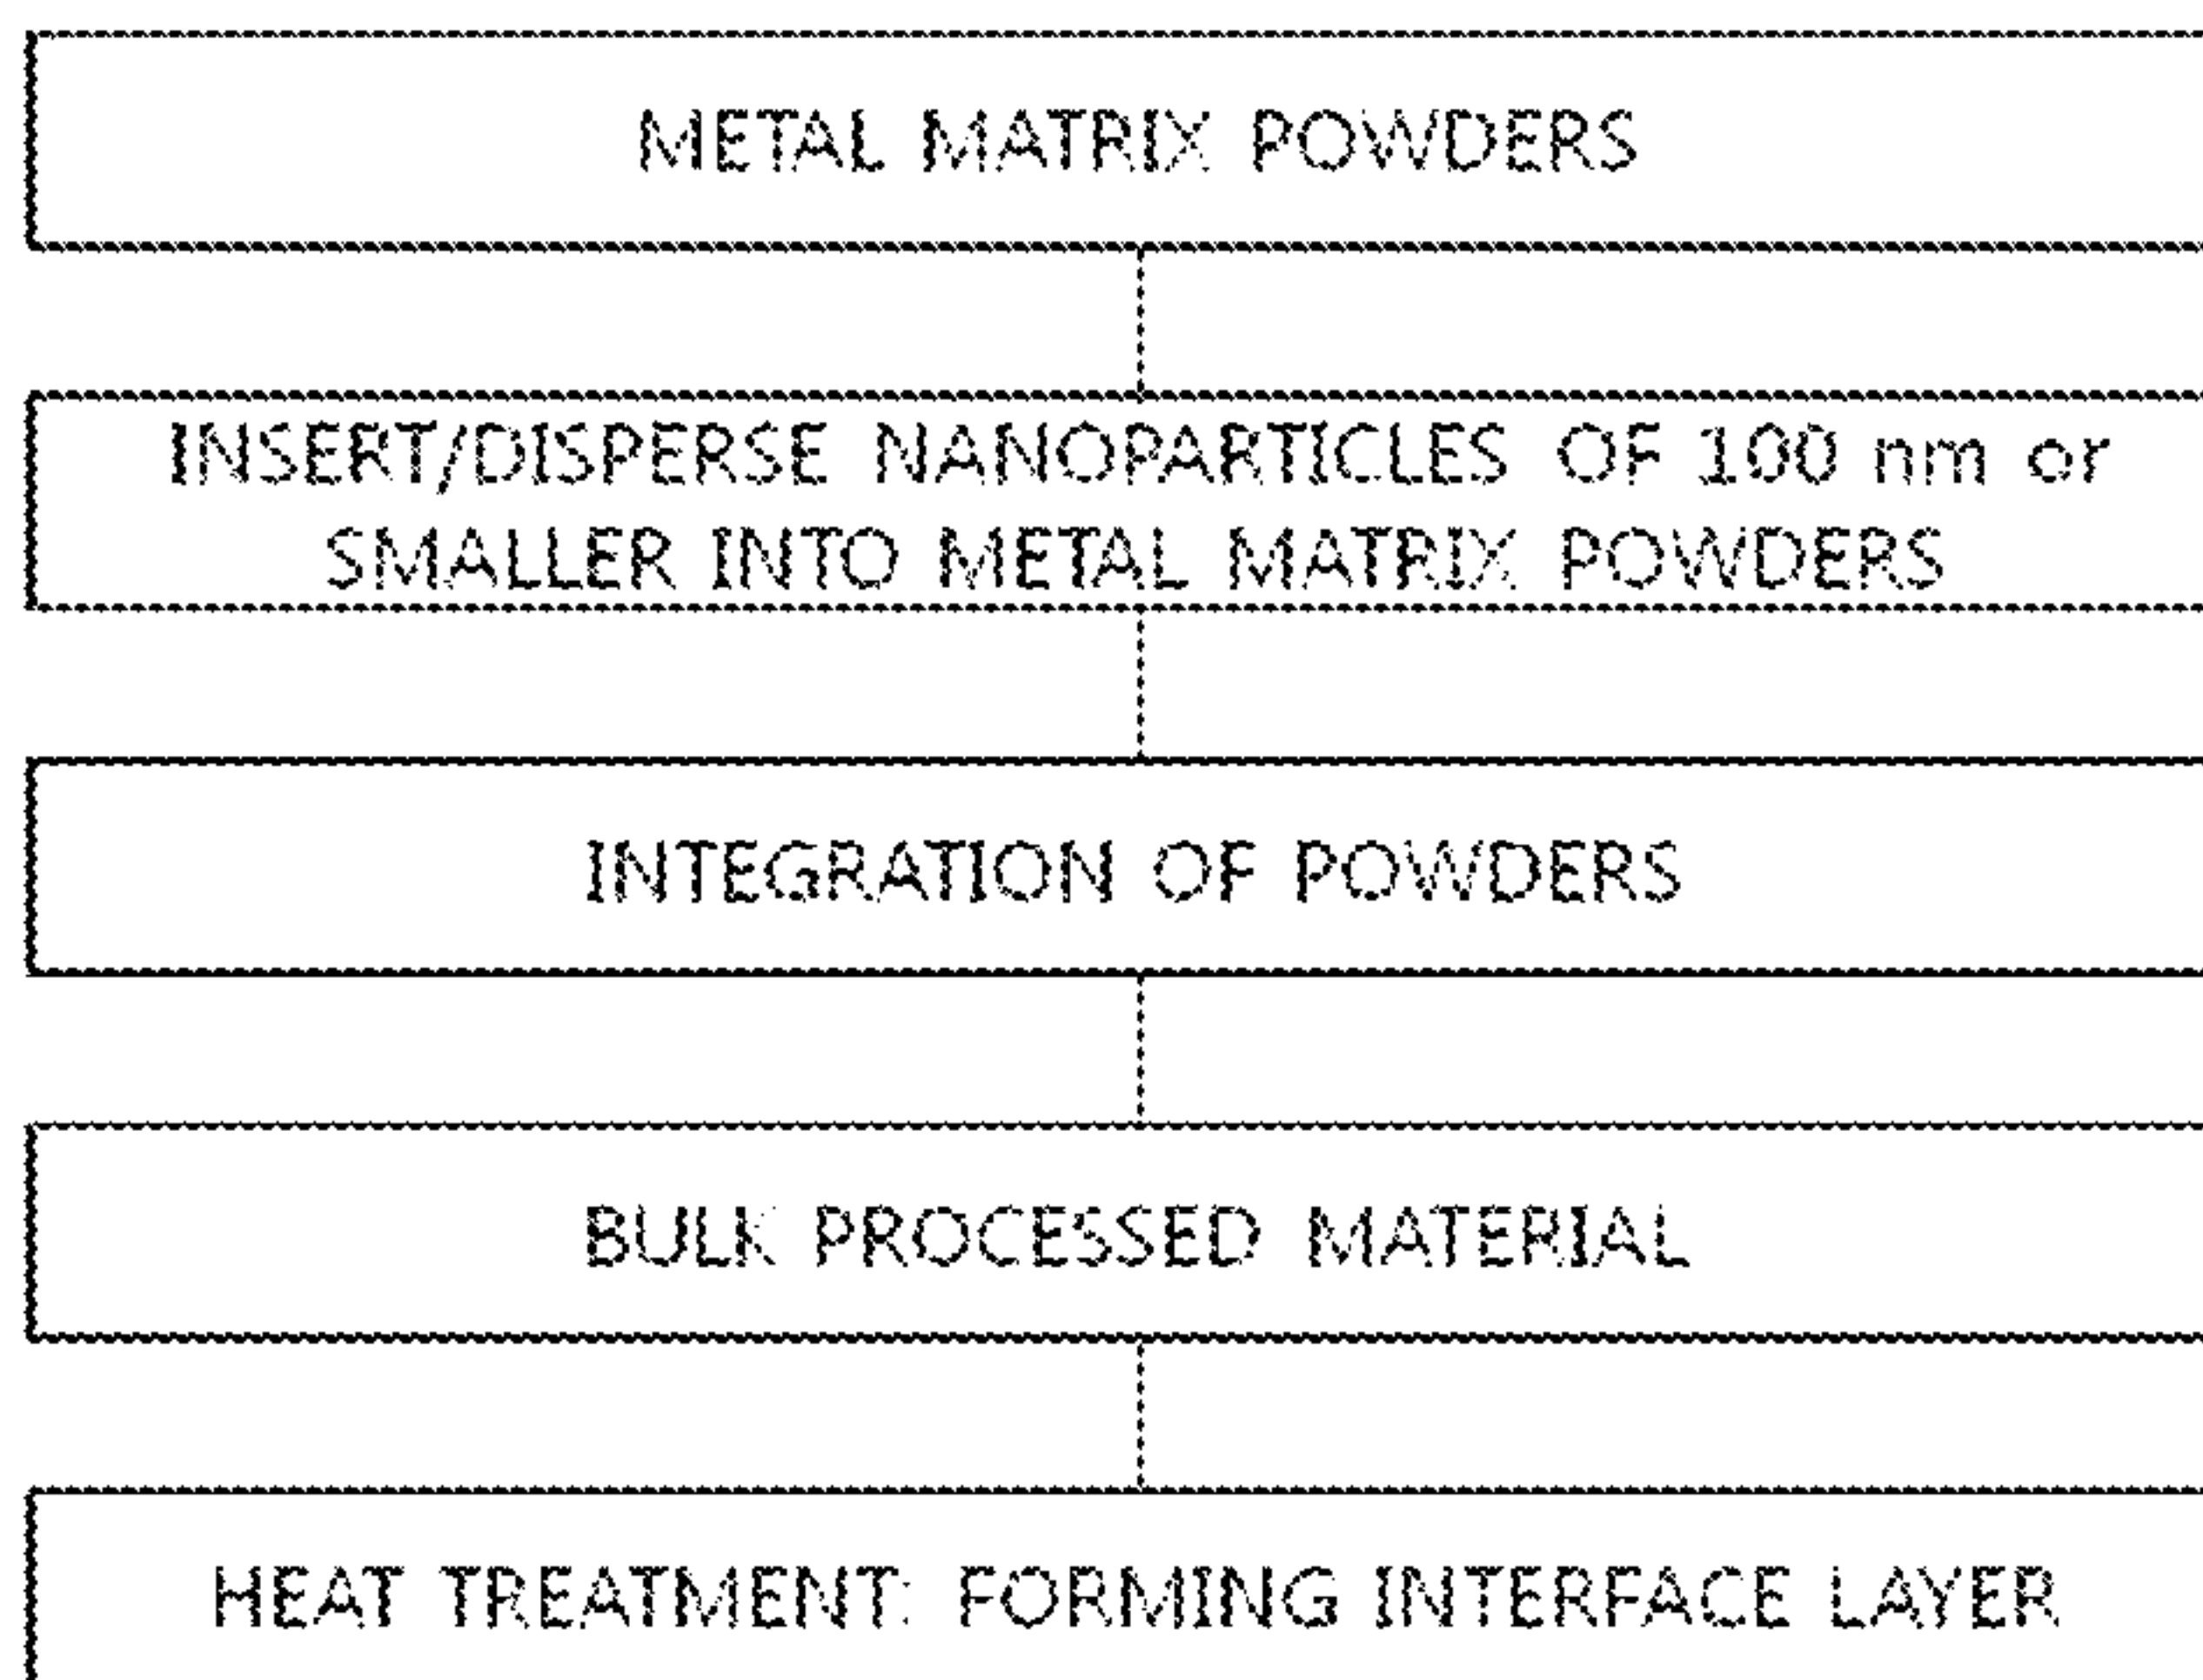 METAL MATRIX POWDERS
INSERT/DISPERSE NANOPARTICLES OF 100 nm or
SMALLER INTO METAL MATRIX POWDERS
INTEGRATION OF POWDERS
BULK PROCESSED MATERIAL
HEAT TREATMENT: FORMING INTERFACE LAYER